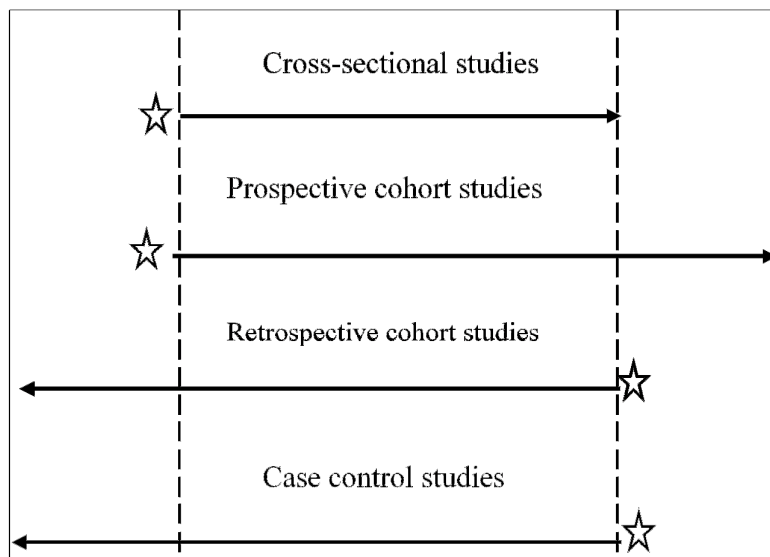 Cross-sectional studies
Prospective cohort studies
Retrospective cohort studies
Case control studies